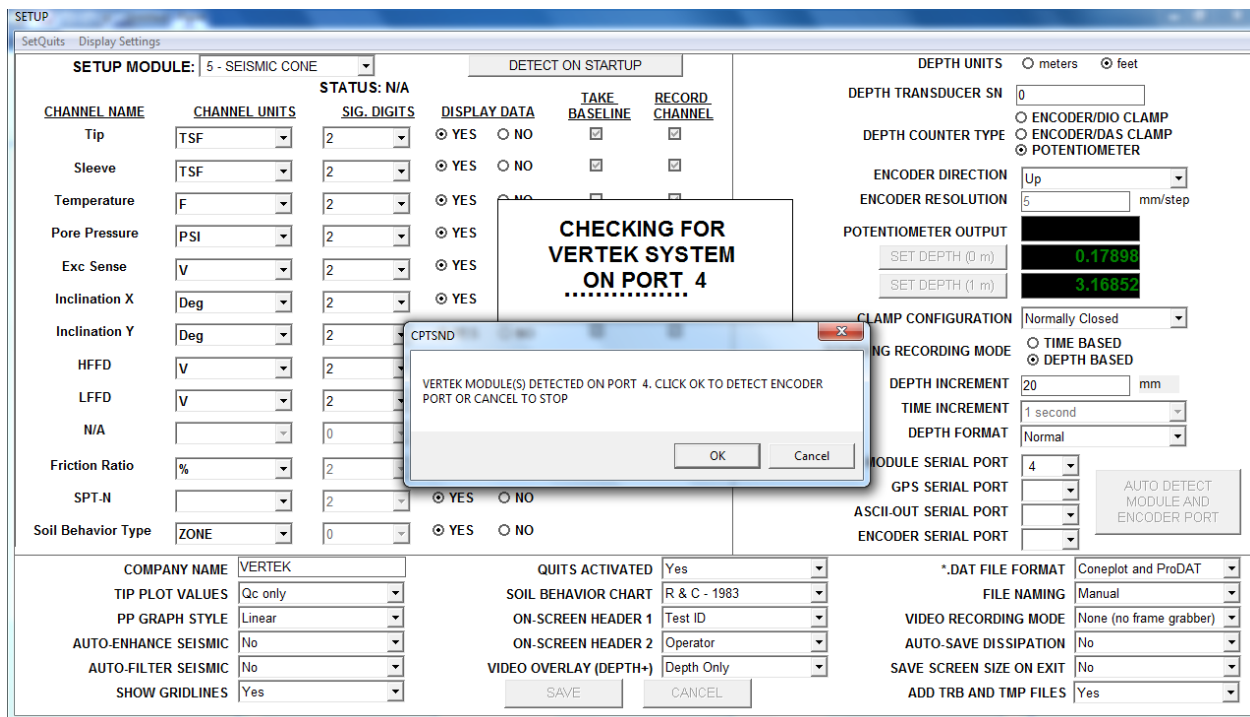 SETUP
SetQuits Display Settings
SETUP MODULE: 5 - SEISMIC CONE DETECT ON STARTUP
STATUS: N/A
CHANNEL NAME CHANNEL UNITS SIG. DIGITS DISPLAY DATA TAKE BASELINE RECORD CHANNEL
Tip TSF 2 YES NO
Sleeve TSF 2 YES NO
Temperature F 2 YES
Pore Pressure PSI 2 YES
Exc Sense V 2 YES
Inclination X Deg 2 YES
Inclination Y Deg 2
HFFD V 2
LFFD V 2
N/A 0
Friction Ratio % 2
SPT-N 2 YES NO
Soil Behavior Type ZONE 0 YES NO
CHECKING FOR
VERTEK SYSTEM
ON PORT 4
CPTSND
VERTEK MODULE(S) DETECTED ON PORT 4. CLICK OK TO DETECT ENCODER
PORT OR CANCEL TO STOP
OK Cancel
DEPTH UNITS meters feet
DEPTH TRANSDUCER SN 0
DEPTH COUNTER TYPE
ENCODER/DIO CLAMP
ENCODER/DAS CLAMP
POTENTIOMETER
ENCODER DIRECTION Up
ENCODER RESOLUTION 5 mm/step
POTENTIOMETER OUTPUT
SET DEPTH (0 m) 0.17898
SET DEPTH (1 m) 3.16852
CLAMP CONFIGURATION Normally Closed
NG RECORDING MODE
TIME BASED
DEPTH BASED
DEPTH INCREMENT 20 mm
TIME INCREMENT 1 second
DEPTH FORMAT Normal
MODULE SERIAL PORT 4
GPS SERIAL PORT
ASCII-OUT SERIAL PORT
ENCODER SERIAL PORT
AUTO DETECT
MODULE AND
ENCODER PORT
COMPANY NAME VERTEK
TIP PLOT VALUES Qc only
PP GRAPH STYLE Linear
AUTO-ENHANCE SEISMIC No
AUTO-FILTER SEISMIC No
SHOW GRIDLINES Yes
QUITS ACTIVATED Yes
SOIL BEHAVIOR CHART R & C - 1983
ON-SCREEN HEADER 1 Test ID
ON-SCREEN HEADER 2 Operator
VIDEO OVERLAY (DEPTH+) Depth Only
SAVE CANCEL
*.DAT FILE FORMAT Coneplot and ProDAT
FILE NAMING Manual
VIDEO RECORDING MODE None (no frame grabber)
AUTO-SAVE DISSIPATION No
SAVE SCREEN SIZE ON EXIT No
ADD TRB AND TMP FILES Yes